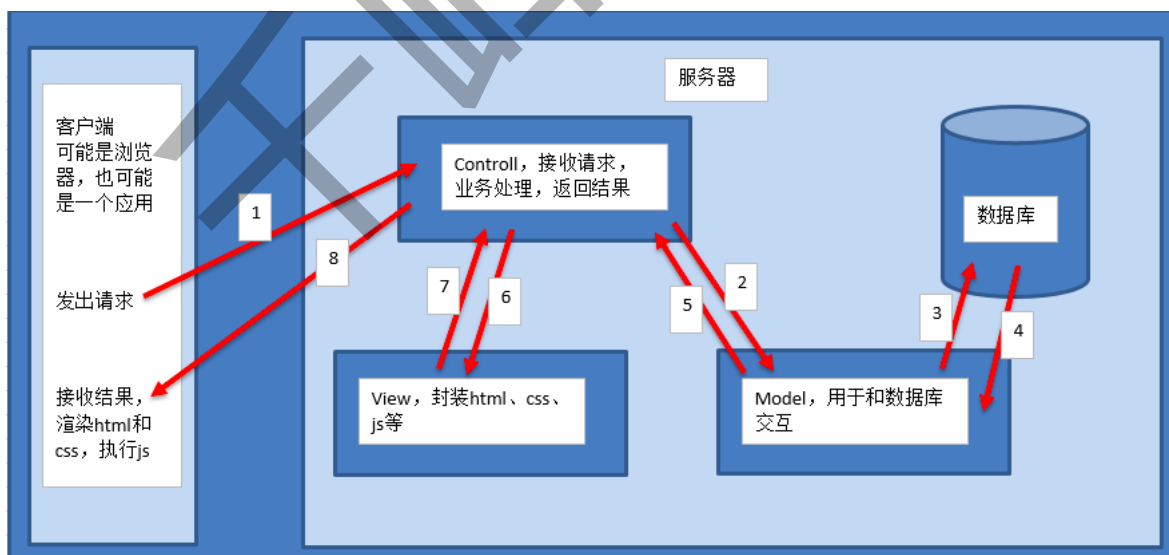 服务器
客户端
可能是浏览
器，也可能
是一个应用
发出请求
接收结果，
渲染html和
css，执行js
Controll，接收请求，
业务处理，返回结果
数据库
1
8
7
6
5
2
3
4
View，封装html、css、
js等
Model，用于和数据库
交互